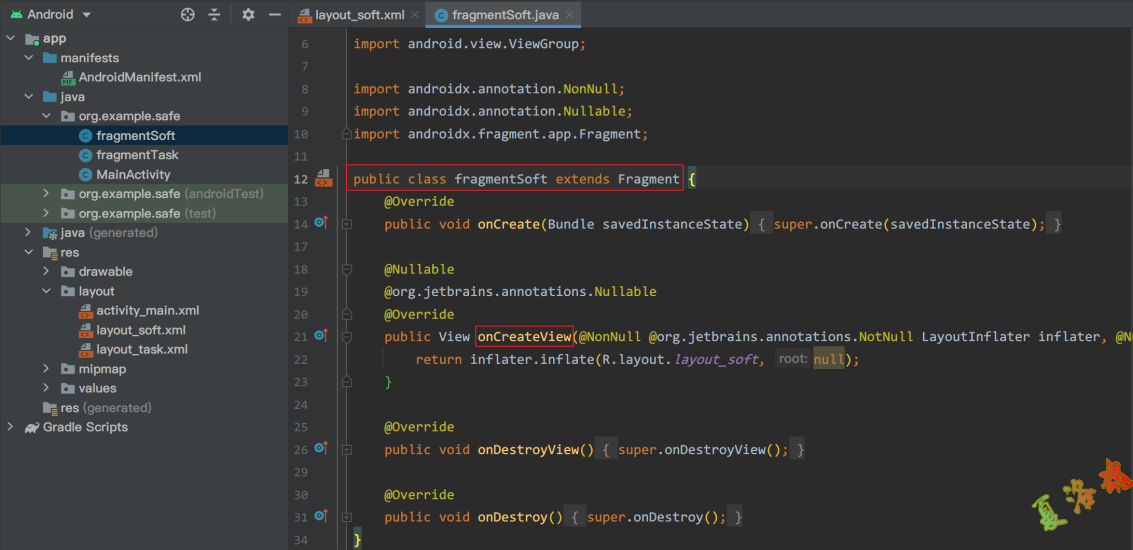 Android
app
manifests
AndroidManifest.xml
java
org.example.safe
fragmentSoft
fragmentTask
MainActivity
org.example.safe (androidTest)
org.example.safe (test)
java (generated)
res
drawable
layout
activity_main.xml
layout_soft.xml
layout_task.xml
mipmap
values
res (generated)
Gradle Scripts
layout_soft.xml
fragmentSoft.java
6 import android.view.ViewGroup;
7
8 import androidx.annotation.NonNull;
9 import androidx.annotation.Nullable;
10 import androidx.fragment.app.Fragment;
11
12 public class fragmentSoft extends Fragment {
13 @Override
14 public void onCreate(Bundle savedInstanceState) { super.onCreate(savedInstanceState); }
17
18 @Nullable
19 @org.jetbrains.annotations.Nullable
20 @Override
21 public View onCreateView(@NonNull @org.jetbrains.annotations.NotNull LayoutInflater inflater, @Nu
22 return inflater.inflate(R.layout.layout_soft, root: null);
23 }
24
25 @Override
26 public void onDestroyView() { super.onDestroyView(); }
29
30 @Override
31 public void onDestroy() { super.onDestroy(); }
34 }